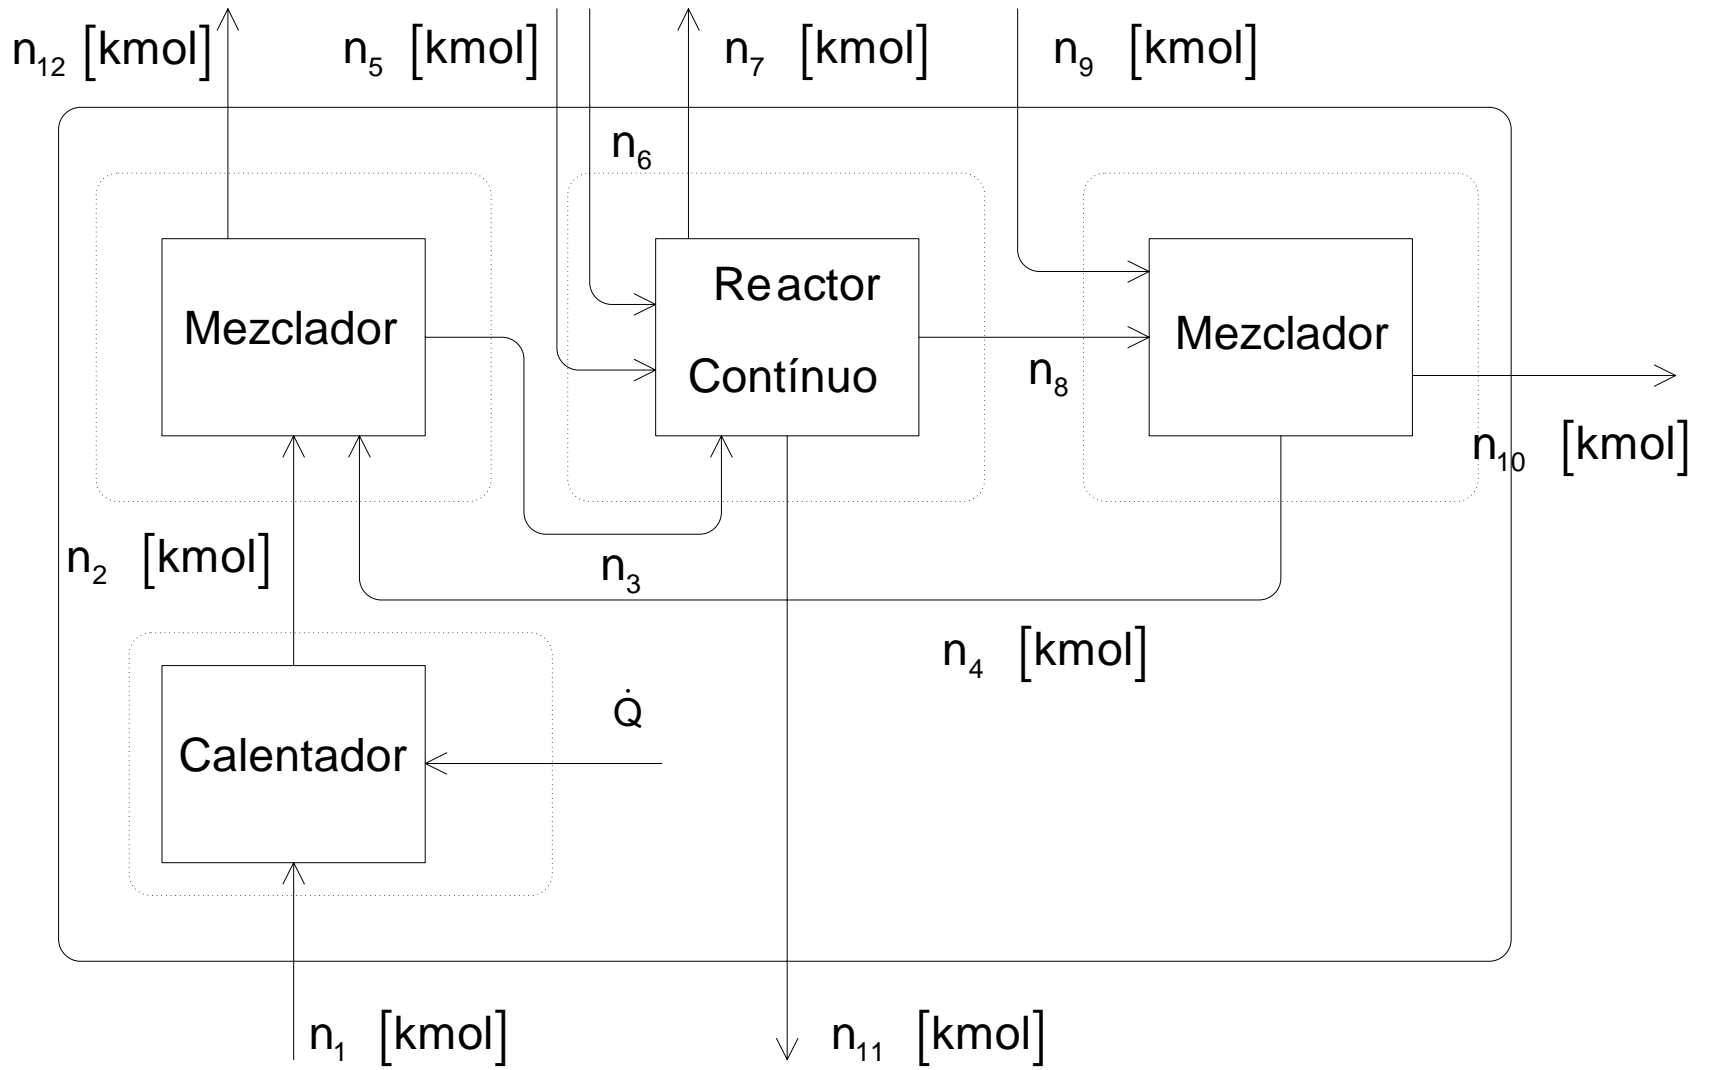 n12 [kmol] n5 [kmol] n7 [kmol] n9 [kmol]
n6
Mezclador
Reactor
Contínuo
Mezclador
n8
n10 [kmol]
n2 [kmol]
n3
n4 [kmol]
Q̇
Calentador
n1 [kmol]
n11 [kmol]